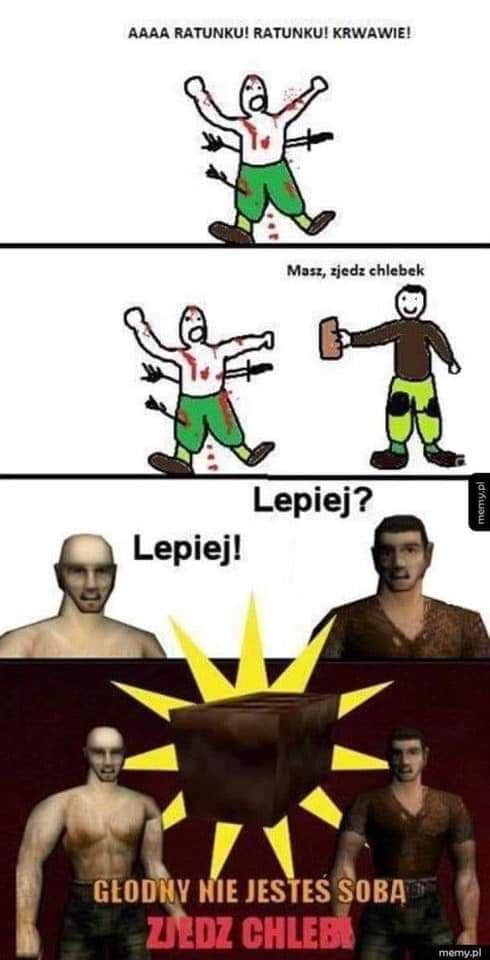 AAAA RATUNKU! RATUNKU! KRWAWIE!
Masz, zjedz chlebek
memy.pl
Lepiej?
Lepiej!
GŁODNY NIE JESTEŚ SOBĄ
ZJEDZ CHLEB!
memy.pl